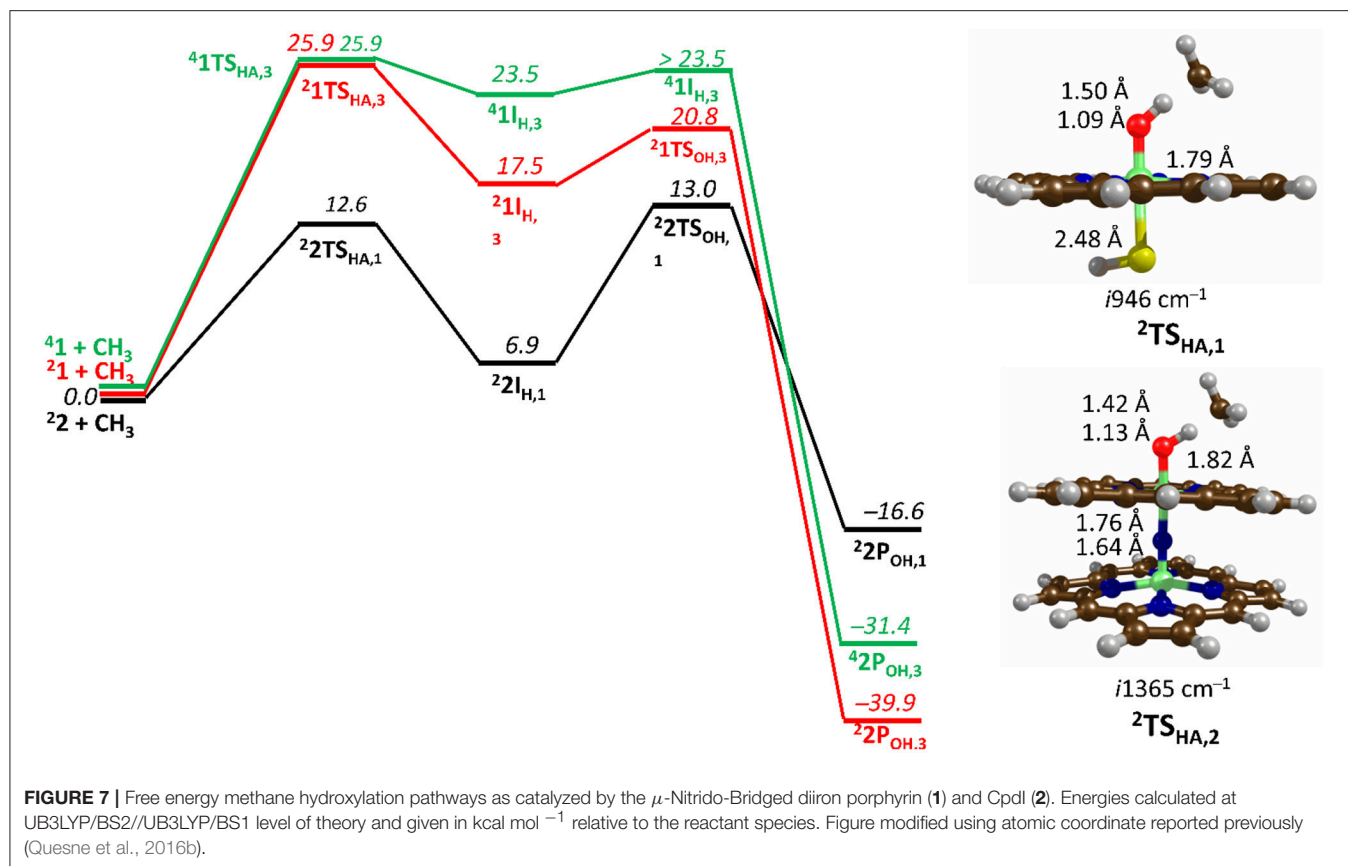 25.9 25.9
⁴1TS_HA,3
²1TS_HA,3
23.5
⁴1I_H,3
> 23.5
⁴1I_H,3
20.8
²1TS_OH,3
17.5
²1I_H,
3
12.6
²2TS_HA,1
13.0
²2TS_OH,
1
6.9
²2I_H,1
⁴1 + CH₃
²1 + CH₃
0.0
²2 + CH₃
−16.6
²2P_OH,1
−31.4
⁴2P_OH,3
−39.9
²2P_OH.3
1.50 Å
1.09 Å
1.79 Å
2.48 Å
i946 cm⁻¹
²TS_HA,1
1.42 Å
1.13 Å
1.82 Å
1.76 Å
1.64 Å
i1365 cm⁻¹
²TS_HA,2
FIGURE 7 | Free energy methane hydroxylation pathways as catalyzed by the μ-Nitrido-Bridged diiron porphyrin (1) and CpdI (2). Energies calculated at
UB3LYP/BS2//UB3LYP/BS1 level of theory and given in kcal mol ⁻¹ relative to the reactant species. Figure modified using atomic coordinate reported previously
(Quesne et al., 2016b).